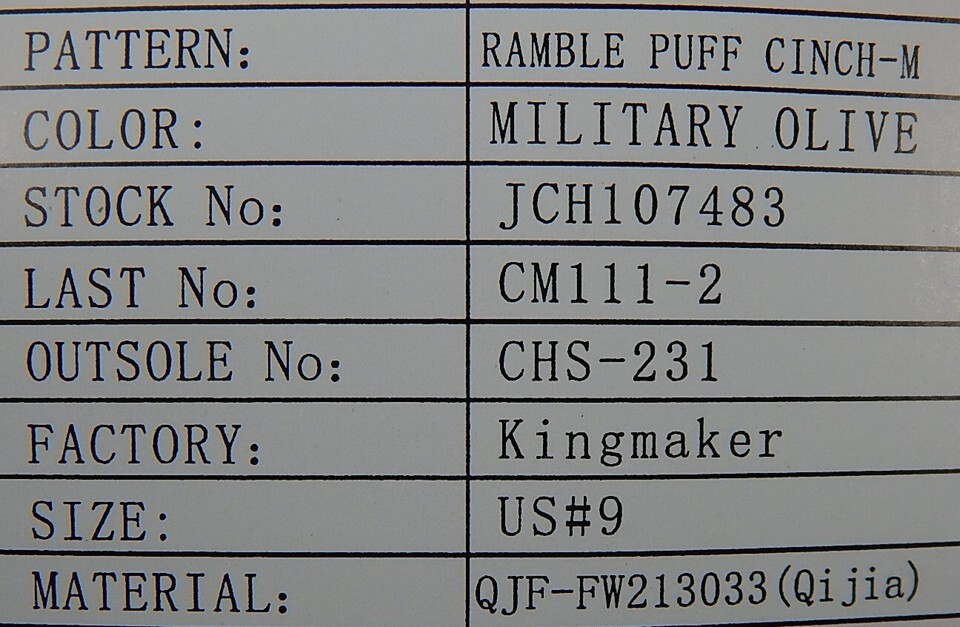 PATTERN: RAMBLE PUFF CINCH-M
COLOR: MILITARY OLIVE
STOCK No: JCH107483
LAST No: CM111-2
OUTSOLE No: CHS-231
FACTORY: Kingmaker
SIZE: US#9
MATERIAL: QJF-FW213033(Qijia)